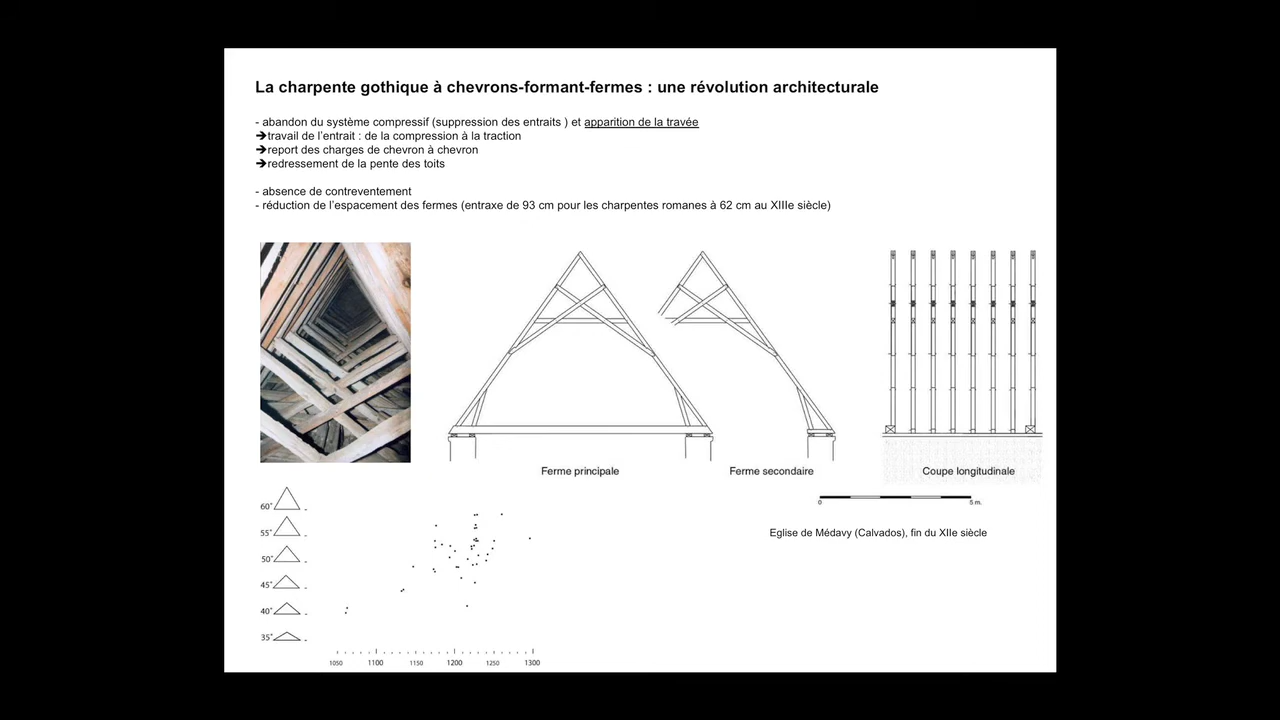 La charpente gothique à chevrons-formant-fermes : une révolution architecturale
- abandon du système compressif (suppression des entraits ) et apparition de la travée
➔travail de l'entrait : de la compression à la traction
➔report des charges de chevron à chevron
➔redressement de la pente des toits
- absence de contreventement
- réduction de l'espacement des fermes (entraxe de 93 cm pour les charpentes romanes à 62 cm au XIIIe siècle)
Ferme principale
Ferme secondaire
Coupe longitudinale
0 5 m.
Eglise de Médavy (Calvados), fin du XIIe siècle
60°
55°
50°
45°
40°
35°
1050 1100 1150 1200 1250 1300